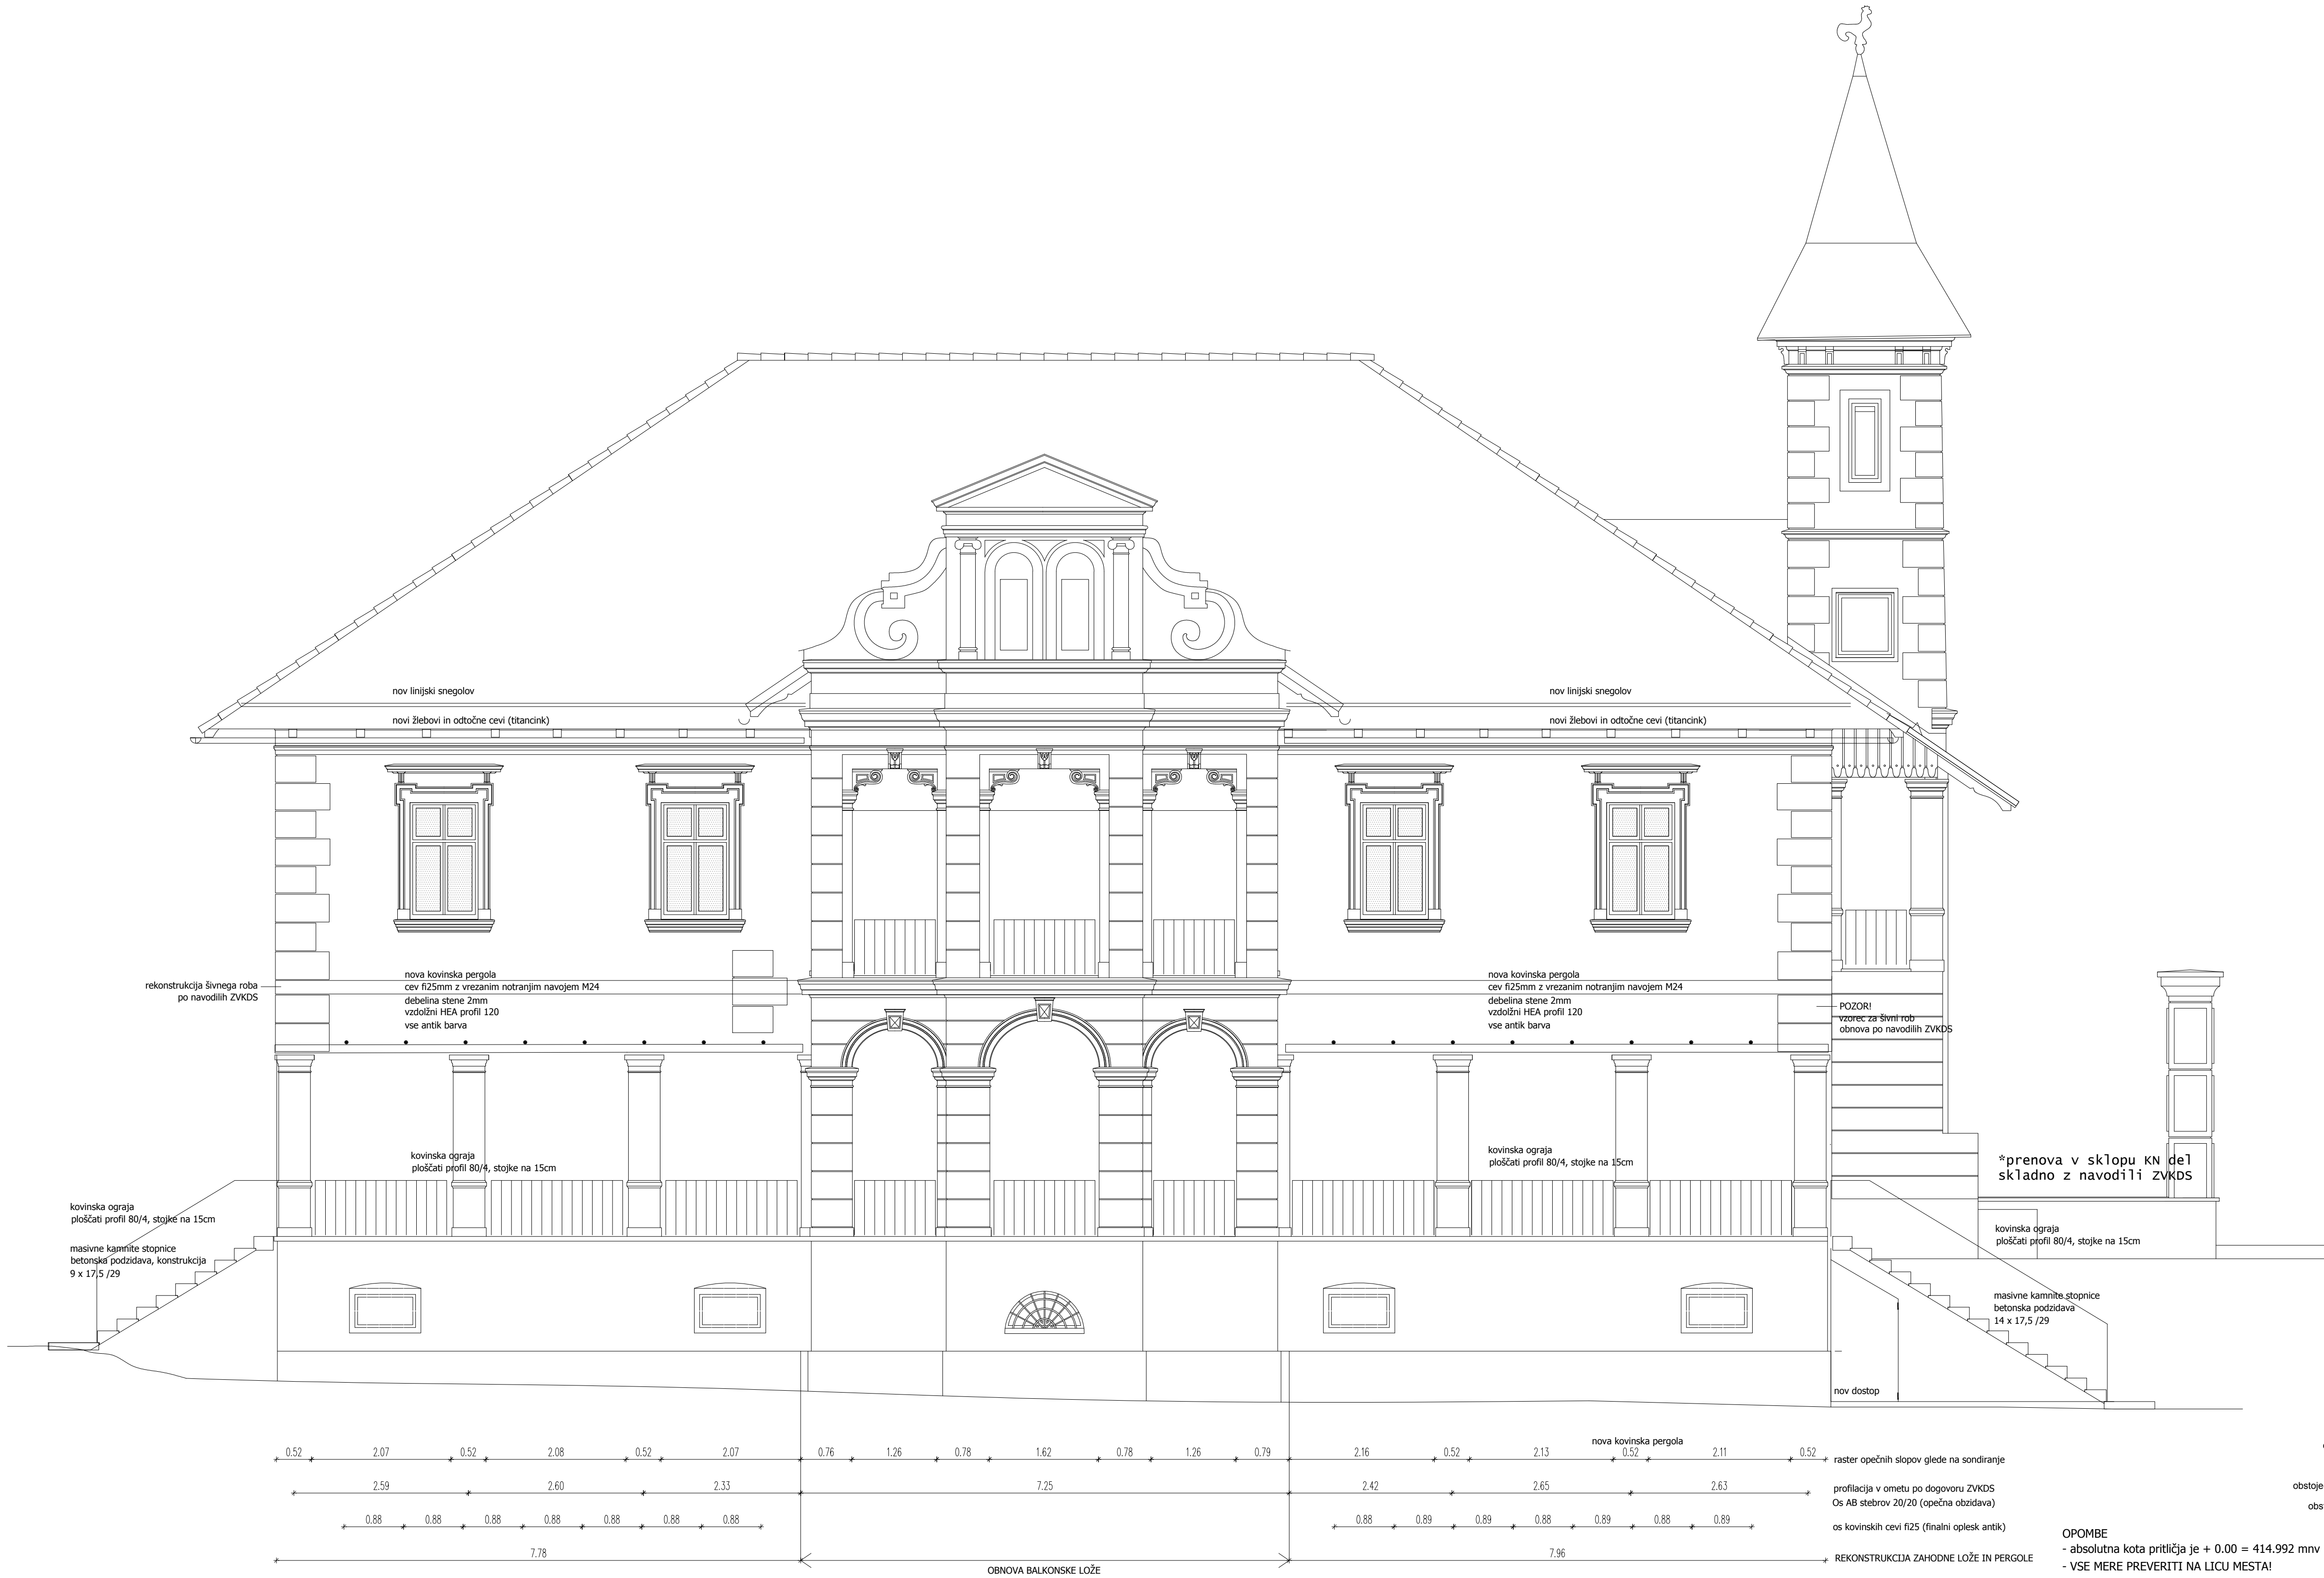 nov linijski snegolov
nov linijski snegolov
novi žlebovi in odtočne cevi (titancink)
novi žlebovi in odtočne cevi (titancink)
rekonstrukcija šivnega roba
po navodilih ZVKDS
nova kovinska pergola
cev fi25mm z vrezanim notranjim navojem M24
debelina stene 2mm
vzdolžni HEA profil 120
vse antik barva
nova kovinska pergola
cev fi25mm z vrezanim notranjim navojem M24
debelina stene 2mm
vzdolžni HEA profil 120
vse antik barva
POZOR!
vzorec za šivni rob
obnova po navodilih ZVKDS
kovinska ograja
ploščati profil 80/4, stojke na 15cm
kovinska ograja
ploščati profil 80/4, stojke na 15cm
*prenova v sklopu KN del
skladno z navodili ZVKDS
kovinska ograja
ploščati profil 80/4, stojke na 15cm
masivne kamnite stopnice
betonska podzidava, konstrukcija
9 x 17,5 /29
kovinska ograja
ploščati profil 80/4, stojke na 15cm
masivne kamnite stopnice
betonska podzidava
14 x 17,5 /29
nov dostop
nova kovinska pergola
0.52 2.07 0.52 2.08 0.52 2.07 0.76 1.26 0.78 1.62 0.78 1.26 0.79 2.16 0.52 2.13 0.52 2.11 0.52
raster opečnih slopov glede na sondiranje
2.59 2.60 2.33 7.25 2.42 2.65 2.63
profilacija v ometu po dogovoru ZVKDS
Os AB stebrov 20/20 (opečna obzidava)
obstoje
obs
0.88 0.88 0.88 0.88 0.88 0.88 0.88 0.88 0.89 0.89 0.88 0.89 0.88 0.89
os kovinskih cevi fi25 (finalni oplesk antik)
7.78 7.96
REKONSTRUKCIJA ZAHODNE LOŽE IN PERGOLE
OBNOVA BALKONSKE LOŽE
OPOMBE
- absolutna kota pritličja je + 0.00 = 414.992 mnv
- VSE MERE PREVERITI NA LICU MESTA!